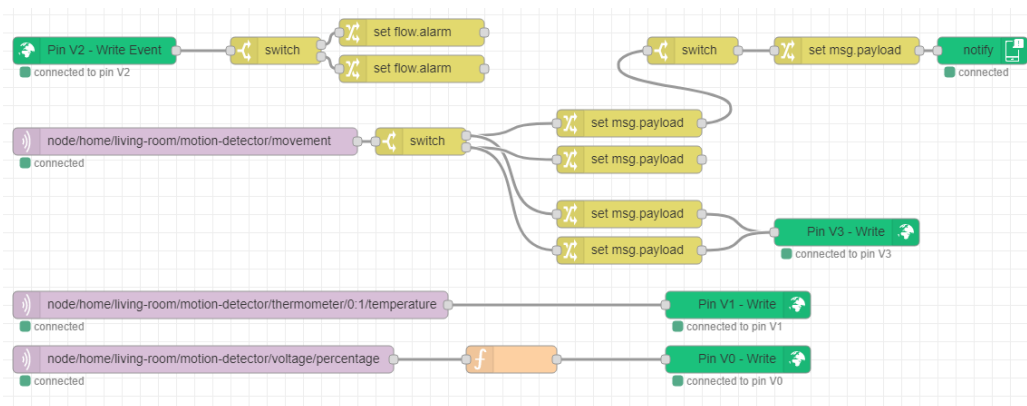 Pin V2 - Write Event
connected to pin V2
switch
set flow.alarm
set flow.alarm
switch
set msg.payload
notify
connected
node/home/living-room/motion-detector/movement
connected
switch
set msg.payload
set msg.payload
set msg.payload
set msg.payload
Pin V3 - Write
connected to pin V3
node/home/living-room/motion-detector/thermometer/0:1/temperature
connected
Pin V1 - Write
connected to pin V1
node/home/living-room/motion-detector/voltage/percentage
connected
f
Pin V0 - Write
connected to pin V0